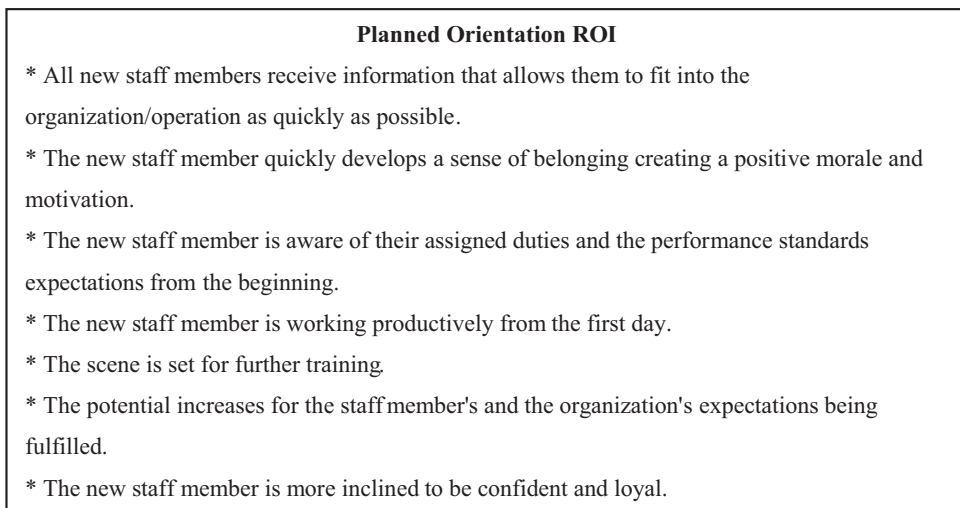 Planned Orientation ROI
* All new staff members receive information that allows them to fit into the
organization/operation as quickly as possible.
* The new staff member quickly develops a sense of belonging creating a positive morale and
motivation.
* The new staff member is aware of their assigned duties and the performance standards
expectations from the beginning.
* The new staff member is working productively from the first day.
* The scene is set for further training.
* The potential increases for the staff member's and the organization's expectations being
fulfilled.
* The new staff member is more inclined to be confident and loyal.